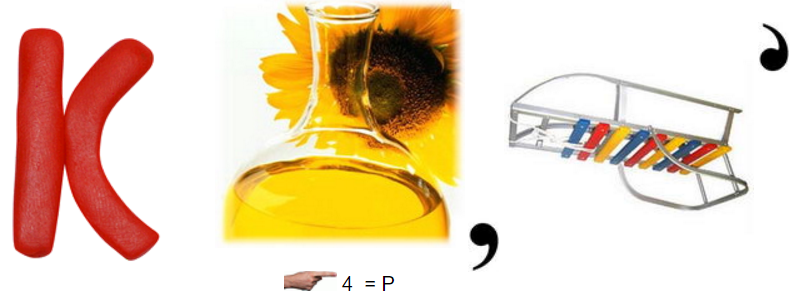 K , ,
4 = P